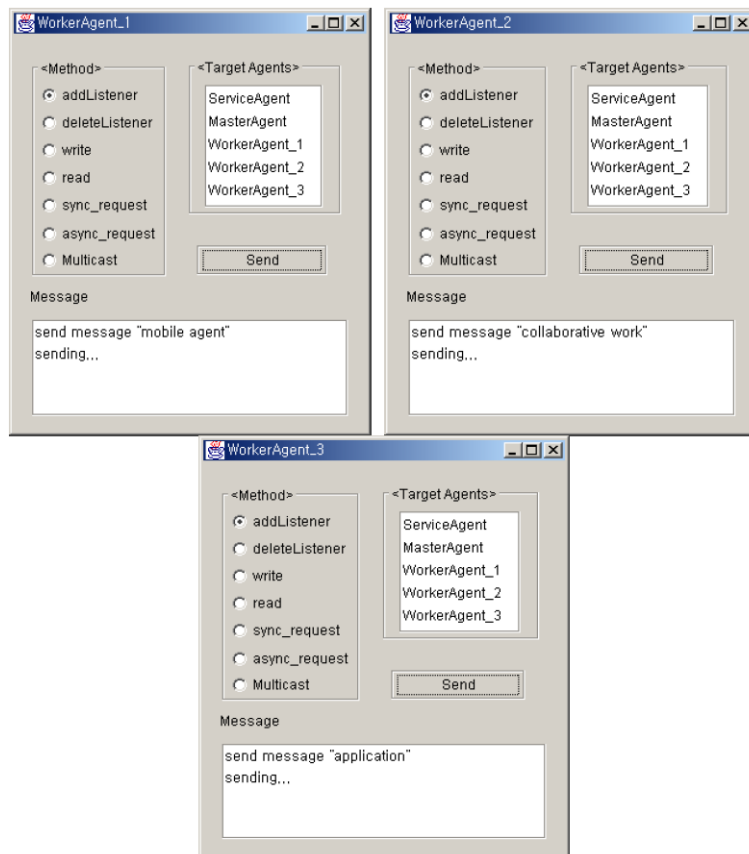 WorkerAgent_1
<Method>
addListener
deleteListener
write
read
sync_request
async_request
Multicast
<Target Agents>
ServiceAgent
MasterAgent
WorkerAgent_1
WorkerAgent_2
WorkerAgent_3
Send
Message
send message "mobile agent"
sending,,,
WorkerAgent_2
<Method>
addListener
deleteListener
write
read
sync_request
async_request
Multicast
<Target Agents>
ServiceAgent
MasterAgent
WorkerAgent_1
WorkerAgent_2
WorkerAgent_3
Send
Message
send message "collaborative work"
sending,,,
WorkerAgent_3
<Method>
addListener
deleteListener
write
read
sync_request
async_request
Multicast
<Target Agents>
ServiceAgent
MasterAgent
WorkerAgent_1
WorkerAgent_2
WorkerAgent_3
Send
Message
send message "application"
sending,,,